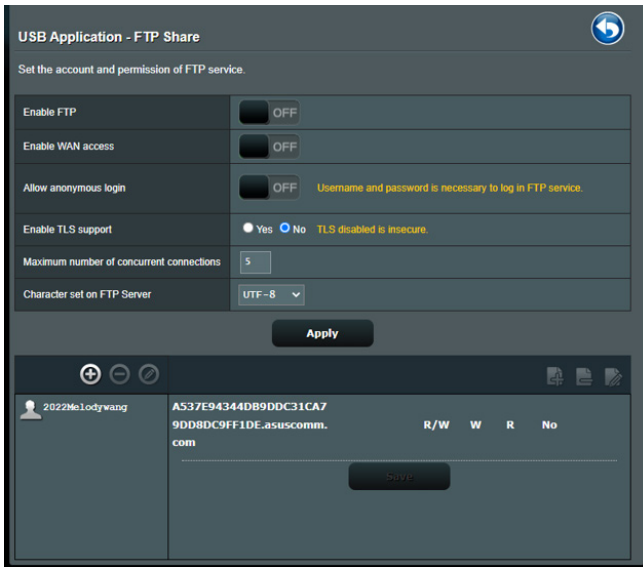 USB Application - FTP Share
Set the account and permission of FTP service.
Enable FTP
OFF
Enable WAN access
OFF
Allow anonymous login
OFF
Username and password is necessary to log in FTP service.
Enable TLS support
Yes No TLS disabled is insecure.
Maximum number of concurrent connections
5
Character set on FTP Server
UTF-8
Apply
2022Melodywang
A537E94344DB9DDC31CA7
9DD8DC9FF1DE.asuscomm.
com
R/W W R No
Save